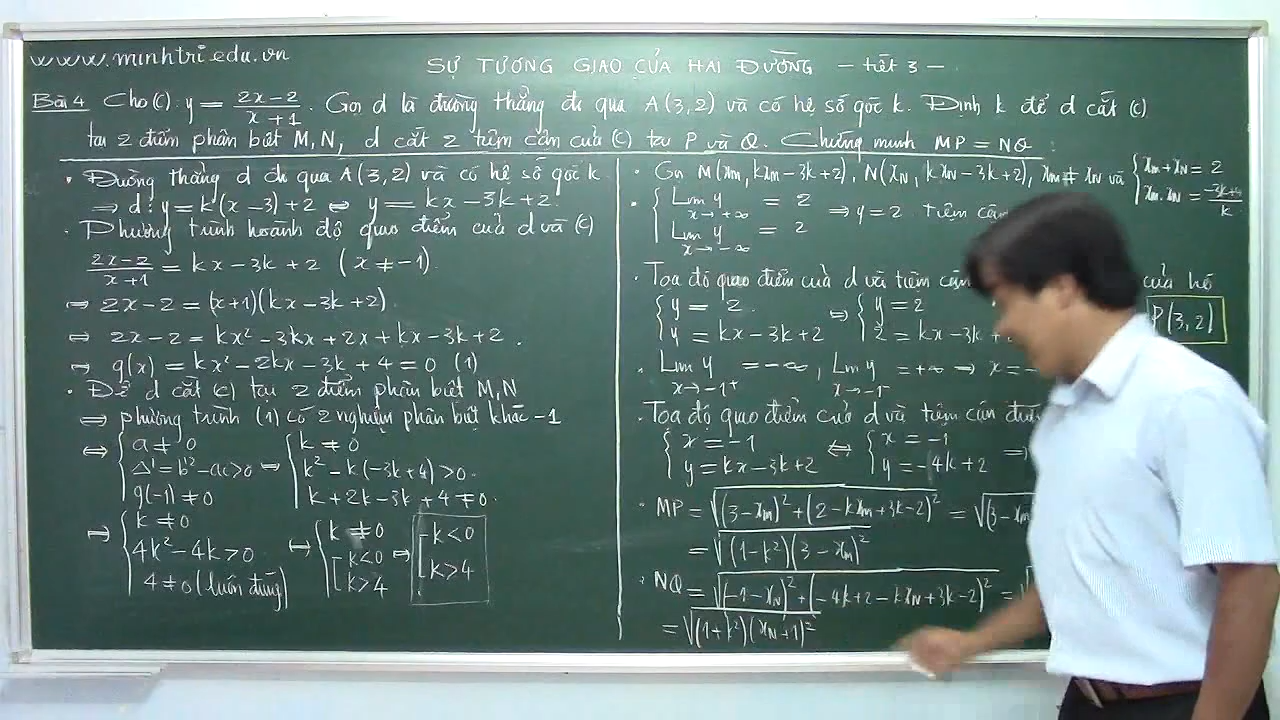 www.minhtri.edu.vn
SỰ TƯƠNG GIAO CỦA HAI ĐƯỜNG — tiết 3 —
Bài 4 Cho (C): y = (2x-2)/(x+1). Gọi d là đường thẳng đi qua A(3,2) và có hệ số góc k. Định k để d cắt (C)
tại 2 điểm phân biệt M,N, d cắt 2 tiệm cận của (C) tại P và Q. Chứng minh MP = NQ.
• Đường thẳng d đi qua A(3,2) và có hệ số góc k
⇒ d: y = k(x-3)+2 ⇔ y = kx-3k+2.
• Phương trình hoành độ giao điểm của d và (C)
(2x-2)/(x+1) = kx-3k+2 (x ≠ -1).
⇔ 2x-2 = (x+1)(kx-3k+2).
⇔ 2x-2 = kx²-3kx+2x+kx-3k+2.
⇔ g(x) = kx²-2kx-3k+4 = 0 (1)
• Để d cắt (C) tại 2 điểm phân biệt M,N
⇔ phương trình (1) có 2 nghiệm phân biệt khác -1
⇔ { a ≠ 0 ⇔ { k ≠ 0
Δ' = b'²-ac > 0 k²-k(-3k+4) > 0.
g(-1) ≠ 0 k+2k-3k+4 ≠ 0.
⇔ { k ≠ 0 ⇔ { k ≠ 0 ⇔ [ k < 0
4k²-4k > 0 [ k < 0
4 ≠ 0 (luôn đúng) k > 4 k > 4
• Gọi M(xM, kxM-3k+2), N(xN, kxN-3k+2), xM ≠ xN và { xM+xN = 2
xM.xN = (-3k+4)/k
• { Lim y x→+∞ = 2 ⇒ y = 2 tiệm cận
Lim y x→-∞ = 2
• Tọa độ giao điểm của d và tiệm cận của hệ
{ y = 2 ⇔ { y = 2 P(3,2)
y = kx-3k+2 2 = kx-3k+
• Lim y x→-1⁺ = -∞, Lim y x→-1⁻ = +∞ ⇒ x = -
• Tọa độ giao điểm của d và tiệm cận
{ x = -1 ⇔ { x = -1 ⇒
y = kx-3k+2 y = -4k+2
• MP = √((3-xM)²+(2-kxM+3k-2)²) = √(3-xM
= √((1+k²)(3-xM)²)
• NQ = √((-1-xN)²+(-4k+2-kxN+3k-2)²) = √
= √((1+k²)(xN+1)²)